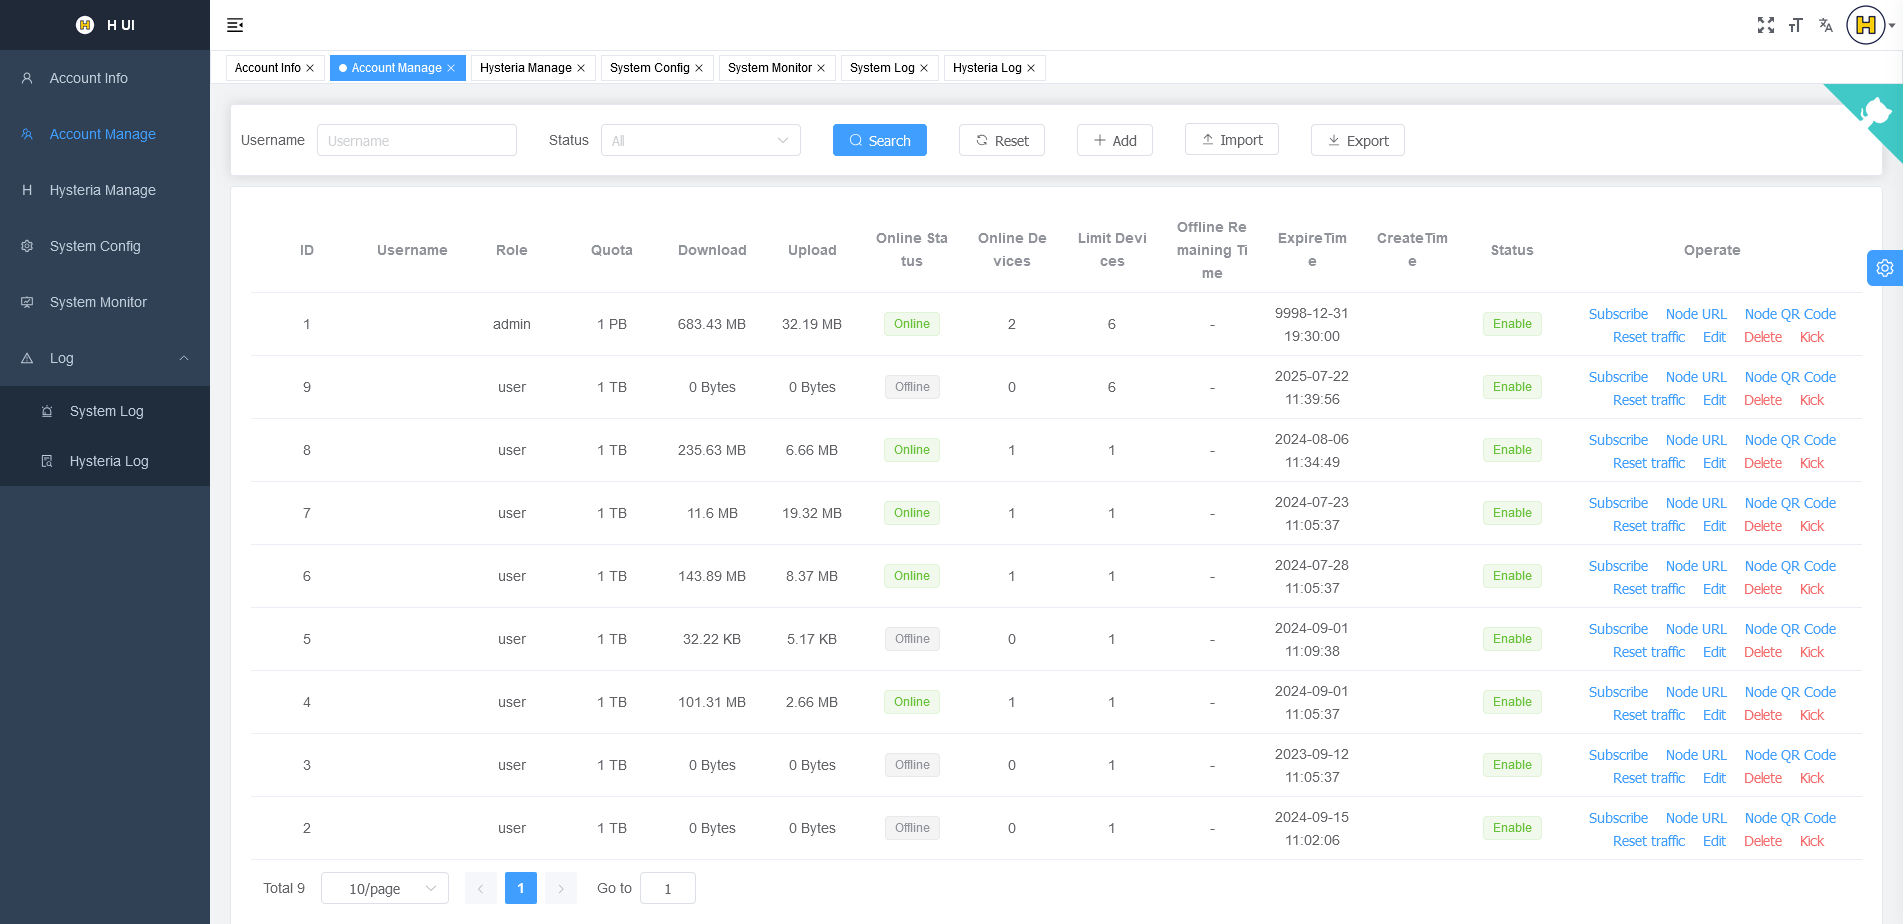 H UI
Account Info
Account Manage
Hysteria Manage
System Config
System Monitor
Log
System Log
Hysteria Log
Account Info Account Manage Hysteria Manage System Config System Monitor System Log Hysteria Log
Username Username Status All Search Reset Add Import Export
ID Username Role Quota Download Upload Online Sta
tus Online De
vices Limit Devi
ces Offline Re
maining Ti
me ExpireTim
e CreateTim
e Status Operate
1 admin 1 PB 683.43 MB 32.19 MB Online 2 6 - 9998-12-31
19:30:00 Enable Subscribe Node URL Node QR Code
Reset traffic Edit Delete Kick
9 user 1 TB 0 Bytes 0 Bytes Offline 0 6 - 2025-07-22
11:39:56 Enable Subscribe Node URL Node QR Code
Reset traffic Edit Delete Kick
8 user 1 TB 235.63 MB 6.66 MB Online 1 1 - 2024-08-06
11:34:49 Enable Subscribe Node URL Node QR Code
Reset traffic Edit Delete Kick
7 user 1 TB 11.6 MB 19.32 MB Online 1 1 - 2024-07-23
11:05:37 Enable Subscribe Node URL Node QR Code
Reset traffic Edit Delete Kick
6 user 1 TB 143.89 MB 8.37 MB Online 1 1 - 2024-07-28
11:05:37 Enable Subscribe Node URL Node QR Code
Reset traffic Edit Delete Kick
5 user 1 TB 32.22 KB 5.17 KB Offline 0 1 - 2024-09-01
11:09:38 Enable Subscribe Node URL Node QR Code
Reset traffic Edit Delete Kick
4 user 1 TB 101.31 MB 2.66 MB Online 1 1 - 2024-09-01
11:05:37 Enable Subscribe Node URL Node QR Code
Reset traffic Edit Delete Kick
3 user 1 TB 0 Bytes 0 Bytes Offline 0 1 - 2023-09-12
11:05:37 Enable Subscribe Node URL Node QR Code
Reset traffic Edit Delete Kick
2 user 1 TB 0 Bytes 0 Bytes Offline 0 1 - 2024-09-15
11:02:06 Enable Subscribe Node URL Node QR Code
Reset traffic Edit Delete Kick
Total 9 10/page 1 Go to 1